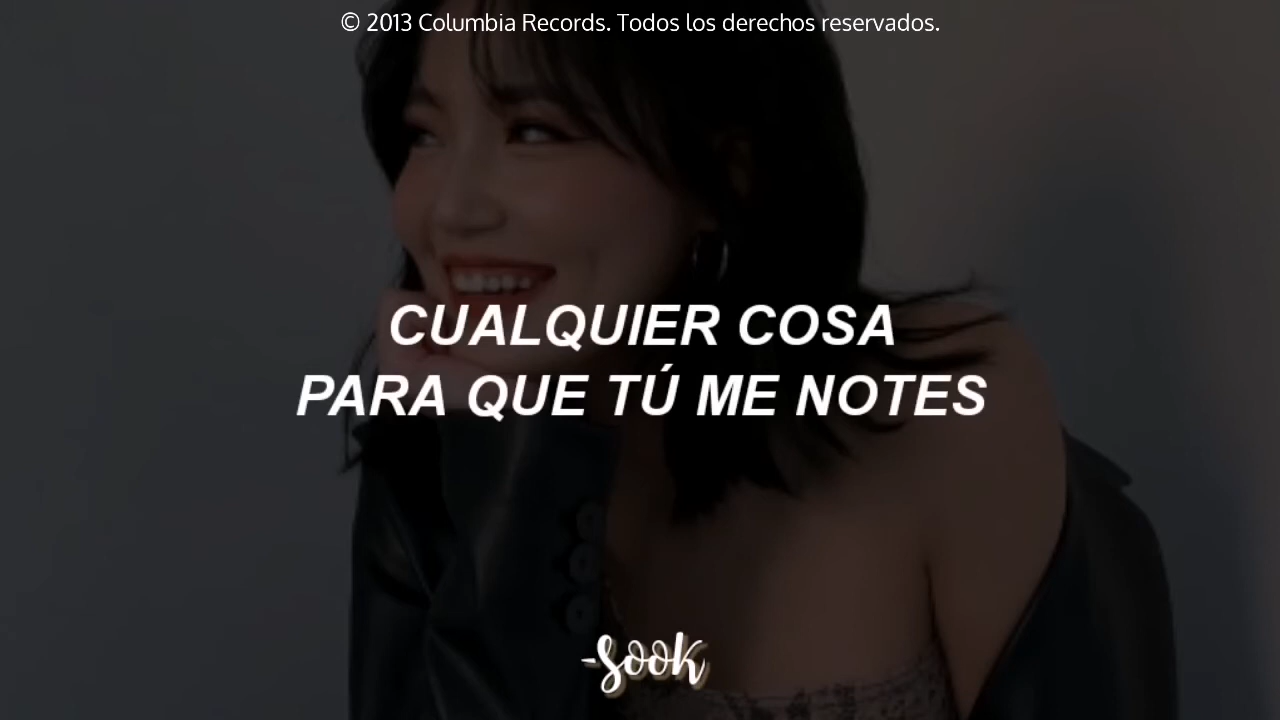 © 2013 Columbia Records. Todos los derechos reservados.
CUALQUIER COSA
PARA QUE TÚ ME NOTES
-Sook